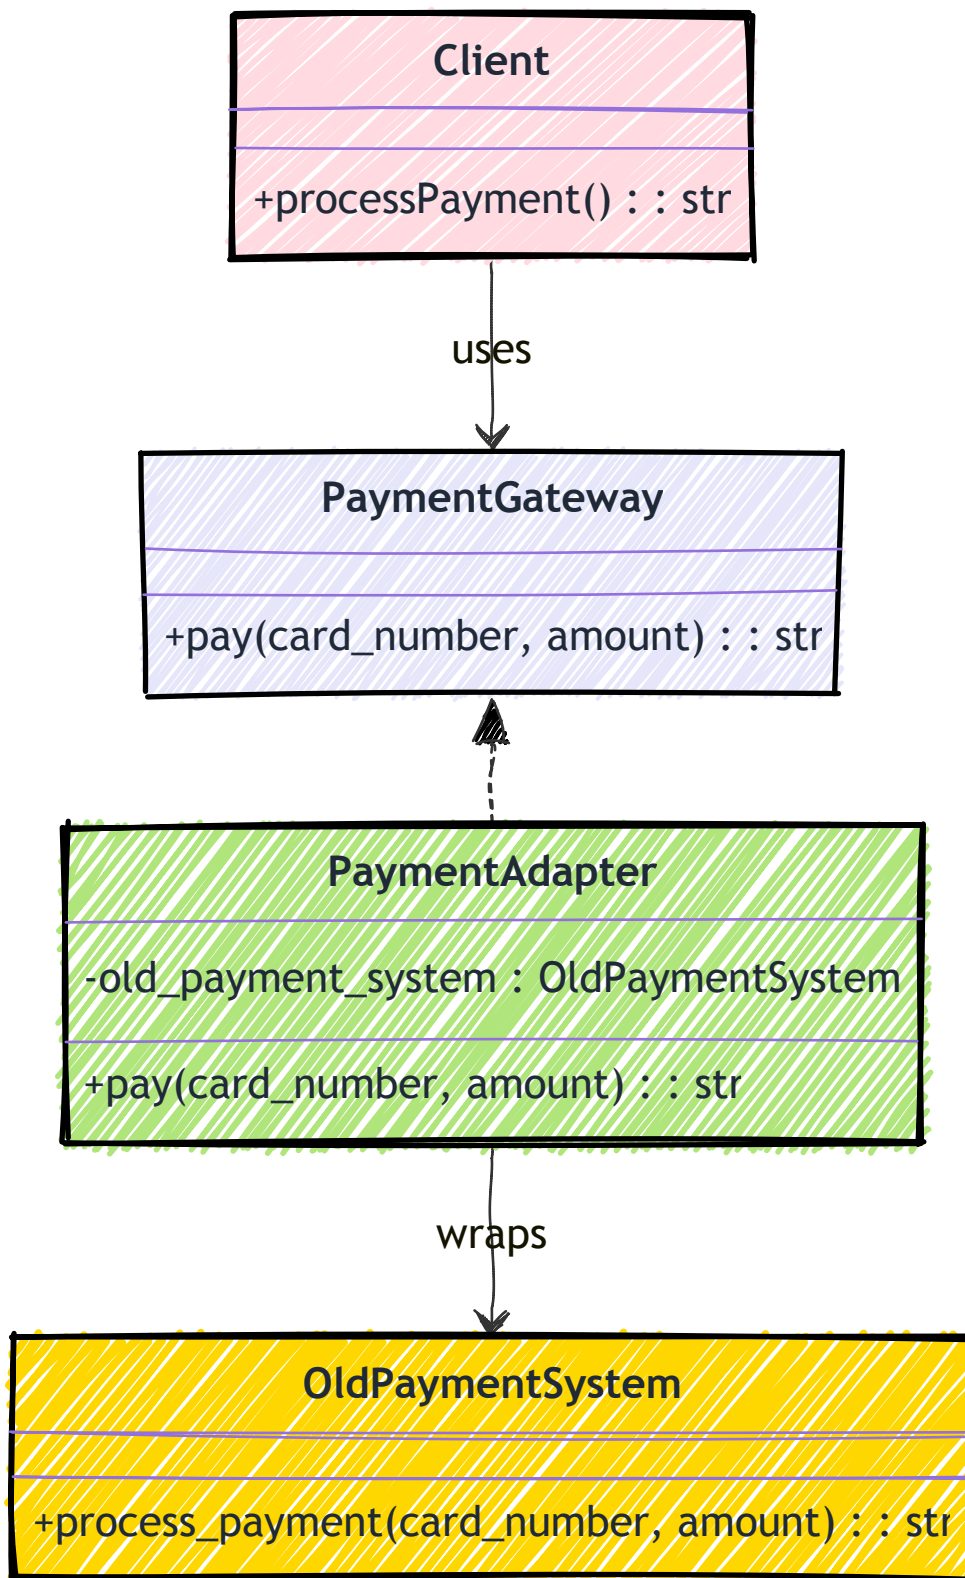 Client
+processPayment() : : str
uses
PaymentGateway
+pay(card_number, amount) : : str
PaymentAdapter
-old_payment_system : OldPaymentSystem
+pay(card_number, amount) : : str
wraps
OldPaymentSystem
+process_payment(card_number, amount) : : str